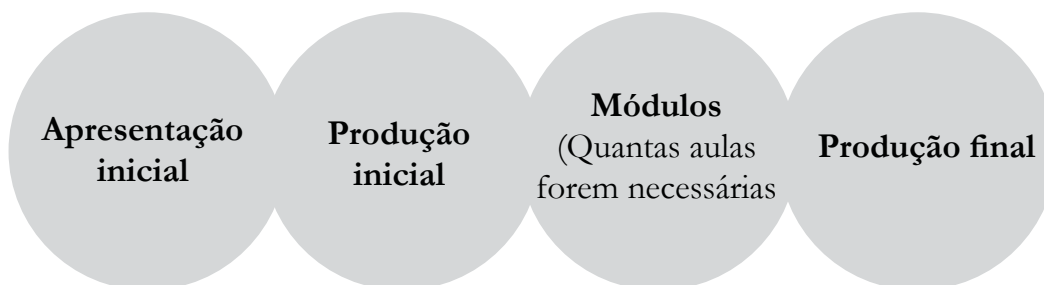 Apresentação
inicial
Produção
inicial
Módulos
(Quantas aulas
forem necessárias
Produção final